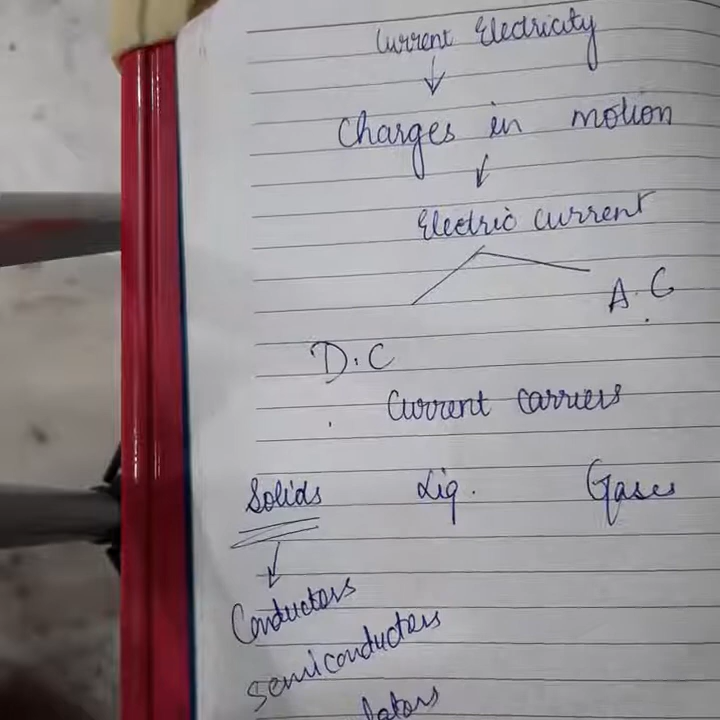 Current Electricity
Charges in motion
Electric current
A.C
D.C
Current carriers
Solids Liq. Gases
Conductors
semiconductors